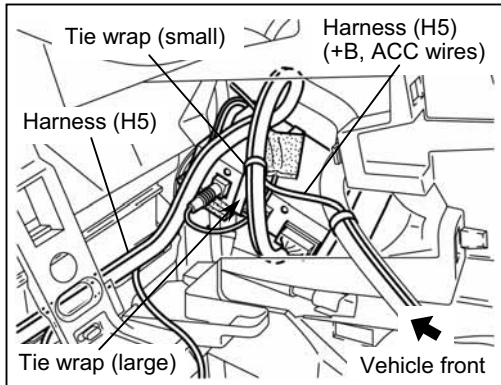 Tie wrap (small)
Harness (H5)
(+B, ACC wires)
Harness (H5)
Tie wrap (large)
Vehicle front